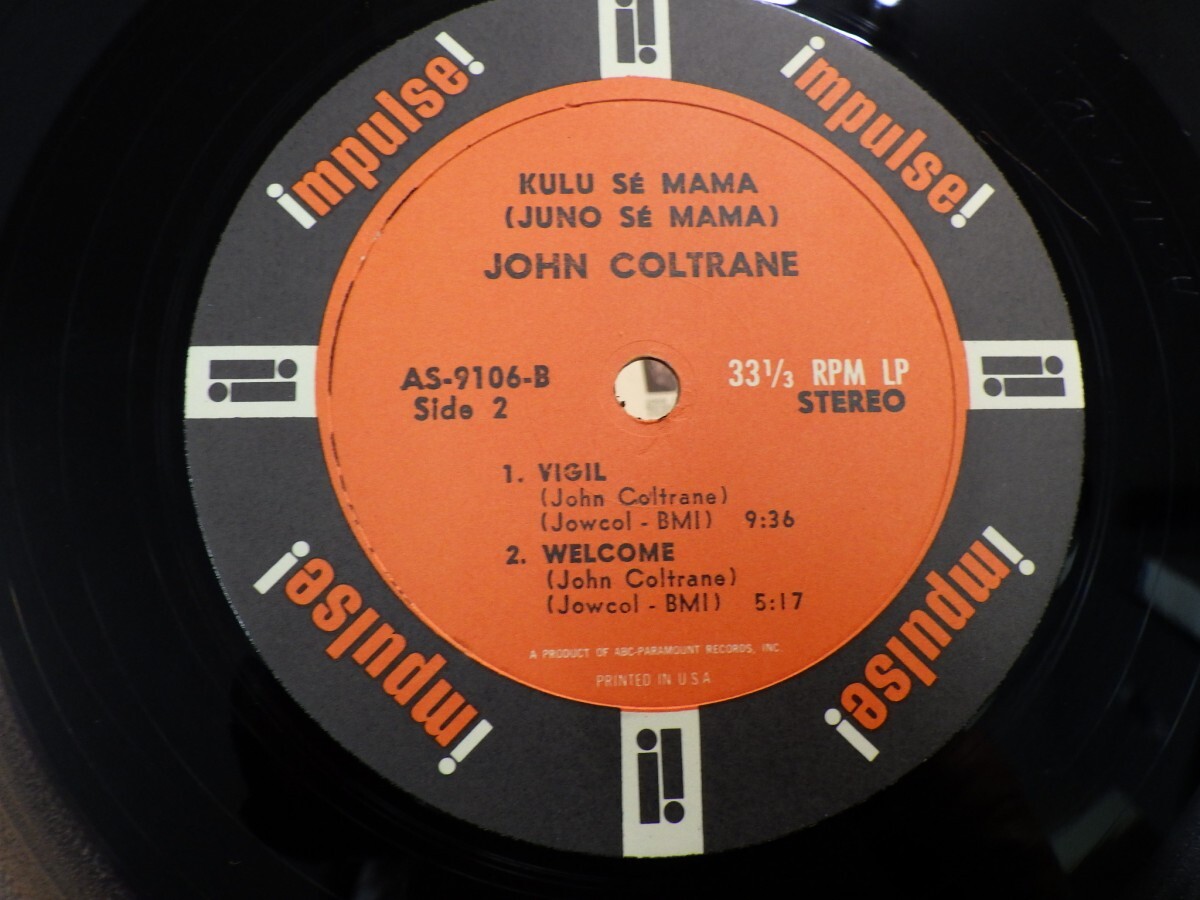 impulse!
impulse!
KULU Sé MAMA
(JUNO Sé MAMA)
JOHN COLTRANE
AS-9106-B
Side 2
33 1/3 RPM LP
STEREO
1. VIGIL
(John Coltrane)
(Jowcol - BMI) 9:36
2. WELCOME
(John Coltrane)
(Jowcol - BMI) 5:17
A PRODUCT OF ABC-PARAMOUNT RECORDS, INC.
PRINTED IN U.S.A.
impulse!
impulse!